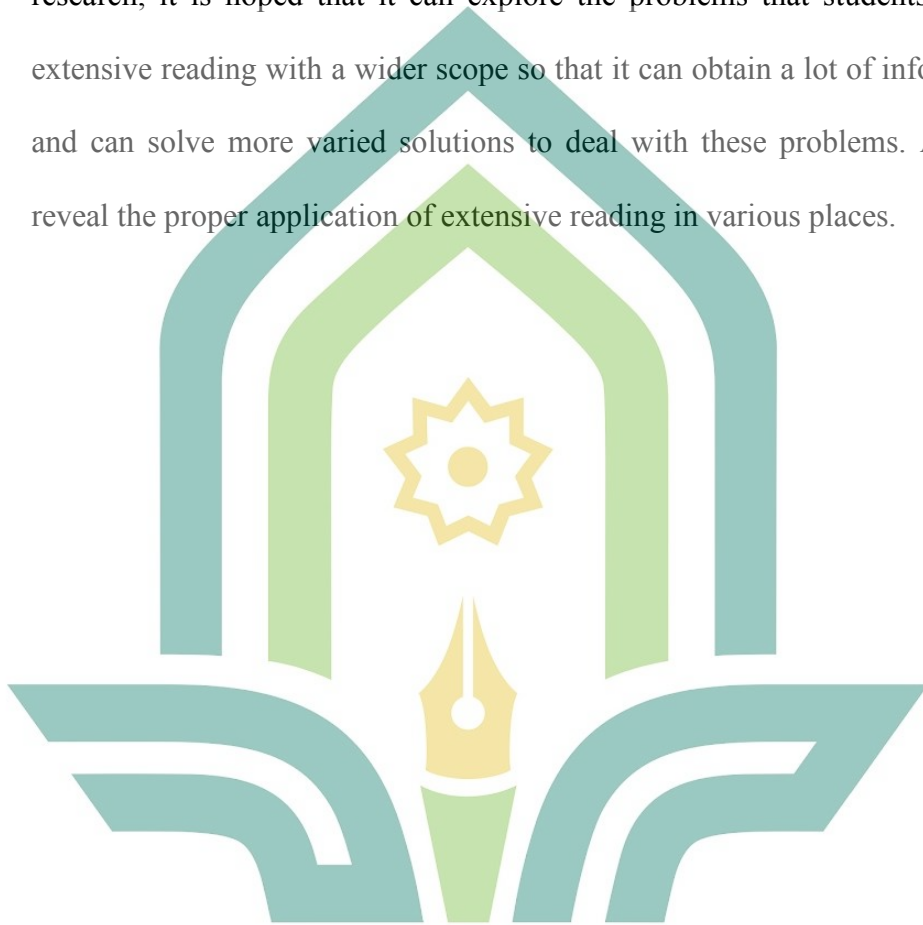 research, it is hoped that it can explore the problems that students
extensive reading with a wider scope so that it can obtain a lot of
and can solve more varied solutions to deal with these problems.
reveal the proper application of extensive reading in various places.